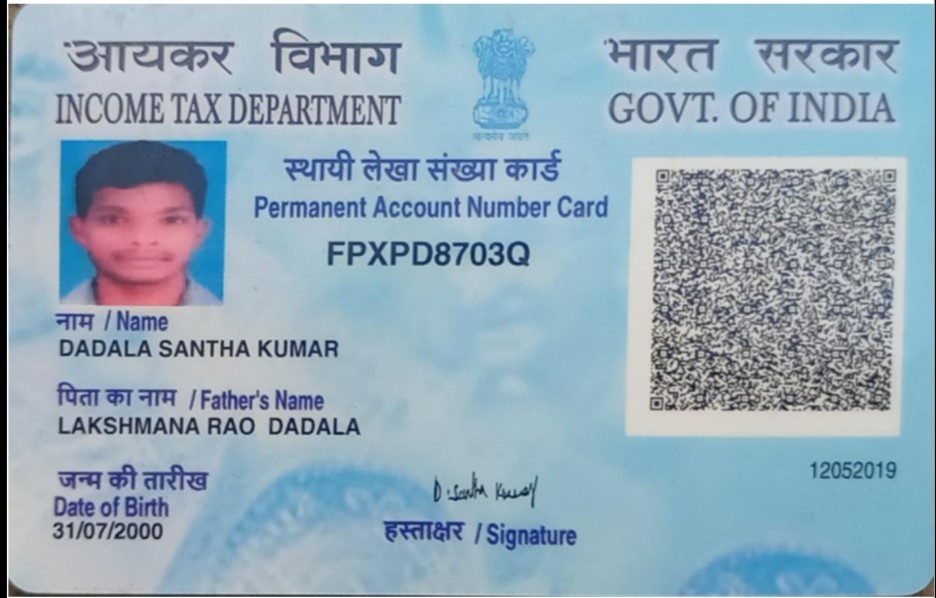 आयकर विभाग
INCOME TAX DEPARTMENT
सत्यमेव जयते
भारत सरकार
GOVT. OF INDIA
स्थायी लेखा संख्या कार्ड
Permanent Account Number Card
FPXPD8703Q
नाम / Name
DADALA SANTHA KUMAR
पिता का नाम / Father's Name
LAKSHMANA RAO DADALA
जन्म की तारीख
Date of Birth
31/07/2000
D. Santha Kumar
हस्ताक्षर / Signature
12052019